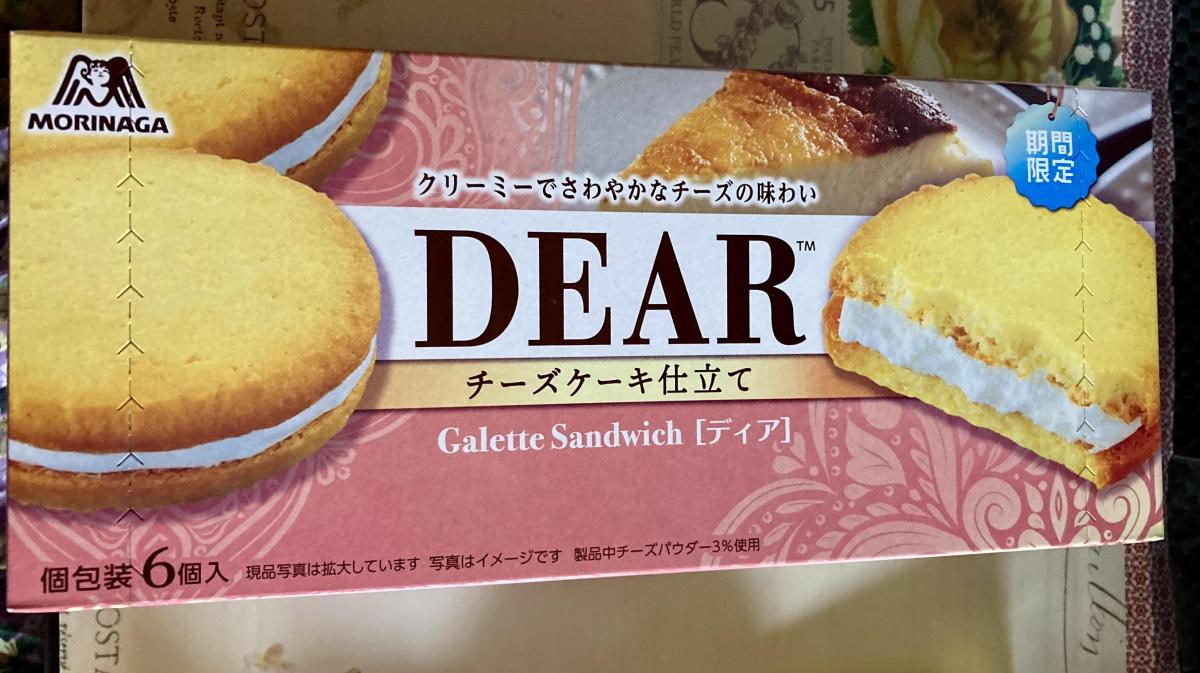 MORINAGA
期間
限定
クリーミーでさわやかなチーズの味わい
DEAR™
チーズケーキ仕立て
Galette Sandwich [ディア]
個包装6個入 現品写真は拡大しています 写真はイメージです 製品中チーズパウダー3%使用